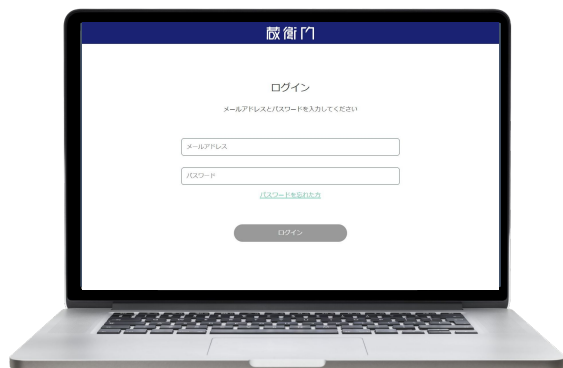 蔵衛門
ログイン
メールアドレスとパスワードを入力してください
メールアドレス
パスワード
パスワードを忘れた方
ログイン